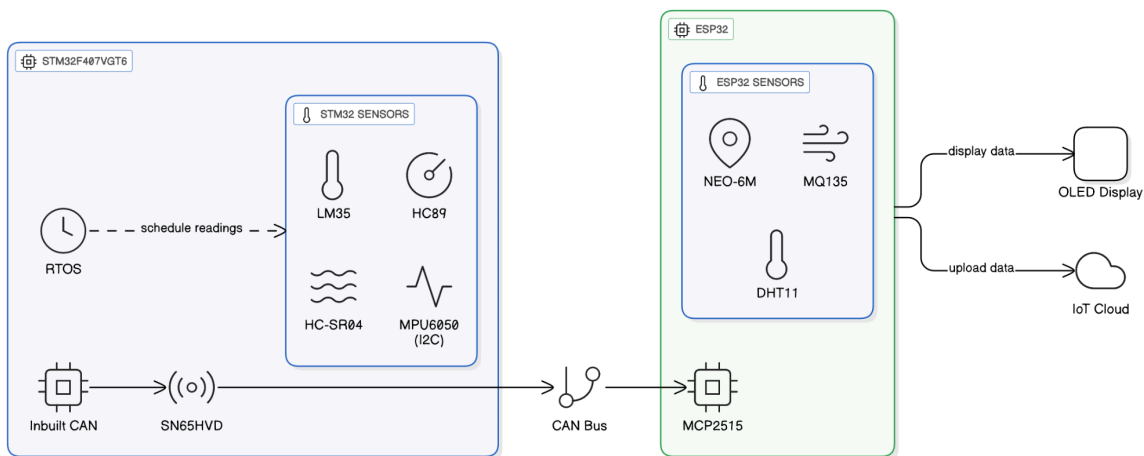 STM32F407VGT6
STM32 SENSORS
LM35
HC89
RTOS
schedule readings
HC-SR04
MPU6050
(I2C)
Inbuilt CAN
SN65HVD
CAN Bus
ESP32
ESP32 SENSORS
NEO-6M
MQ135
DHT11
MCP2515
display data
OLED Display
upload data
IoT Cloud